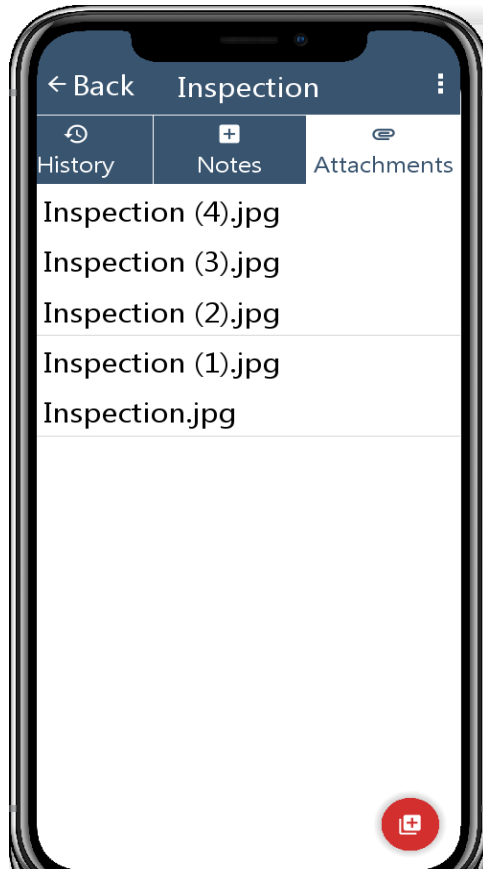 Back Inspection
History Notes Attachments
Inspection (4).jpg
Inspection (3).jpg
Inspection (2).jpg
Inspection (1).jpg
Inspection.jpg